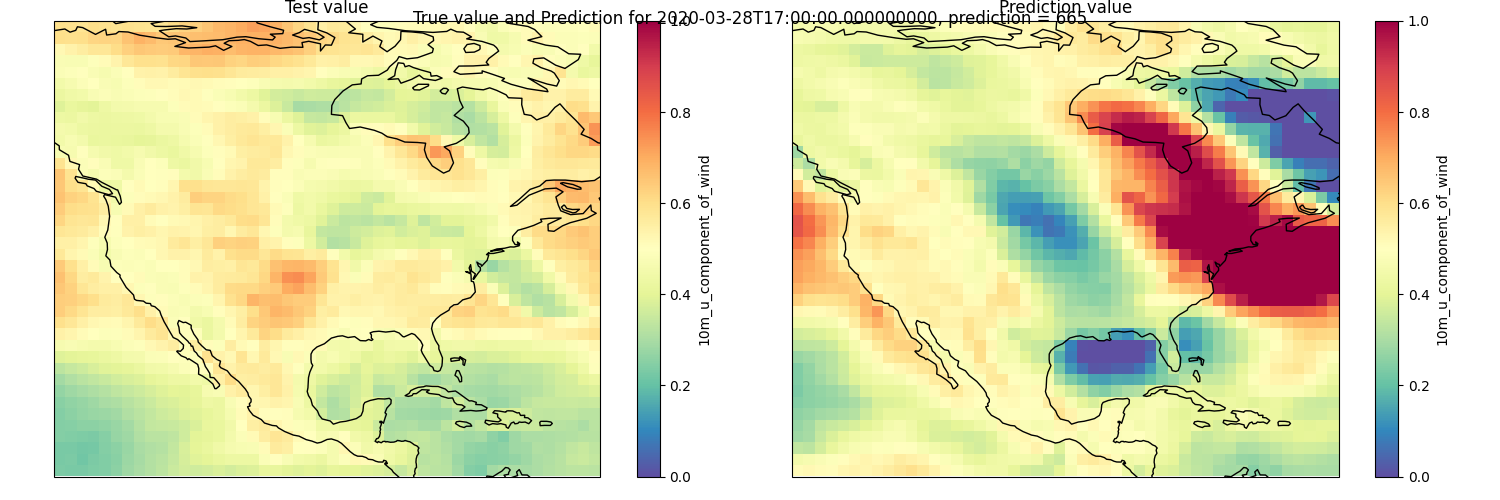 Test value
Prediction value
True value and Prediction for 2020-03-28T17:00:00.000000000, prediction = 665
1.0
0.8
0.6
0.4
0.2
0.0
10m_u_component_of_wind
1.0
0.8
0.6
0.4
0.2
0.0
10m_u_component_of_wind